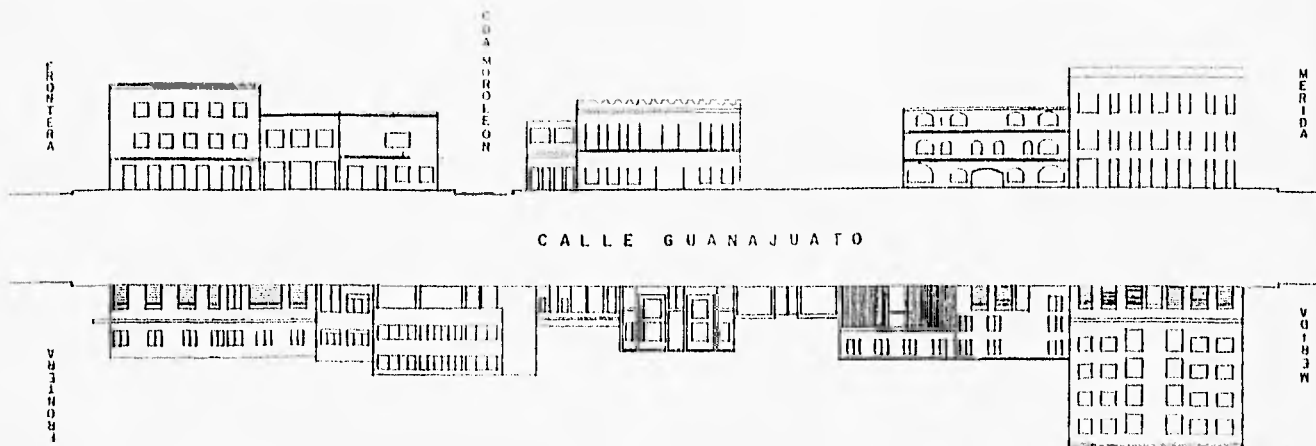 FRONTERA
CDA MOROLEON
MERIDA
CALLE GUANAJUATO
FRONTERA
MERIDA